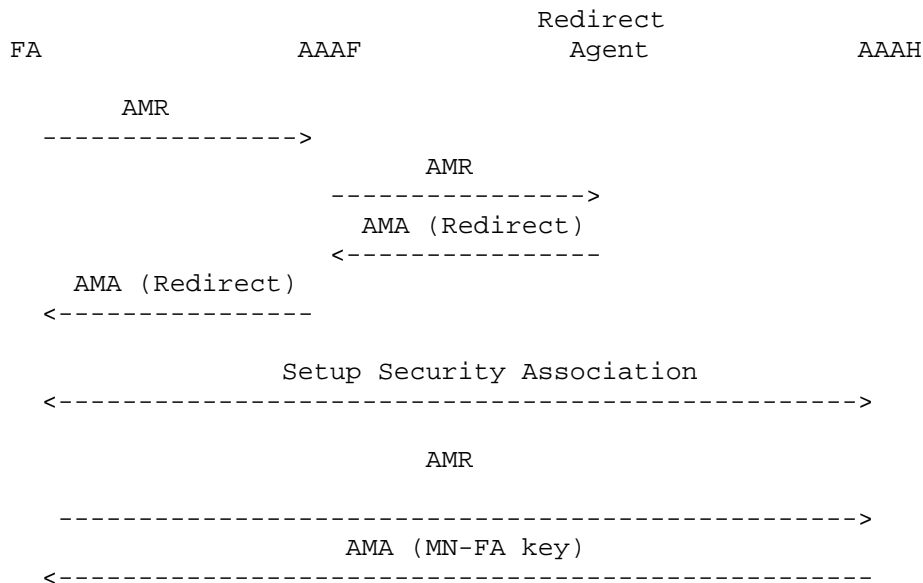 Redirect
FA AAAF Agent AAAH
AMR
---------------->
AMR
---------------->
AMA (Redirect)
<----------------
AMA (Redirect)
<----------------
Setup Security Association
<-------------------------------------------------->
AMR
-------------------------------------------------->
AMA (MN-FA key)
<--------------------------------------------------